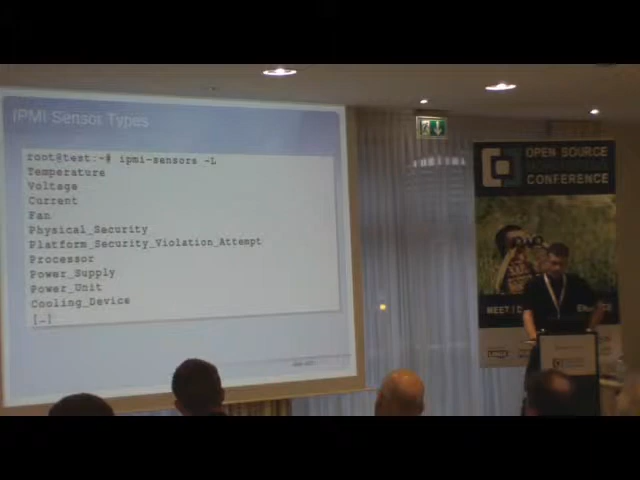 IPMI Sensor Types
root@test:~# ipmi-sensors -L
Temperature
Voltage
Current
Fan
Physical_Security
Platform_Security_Violation_Attempt
Processor
Power_Supply
Power_Unit
Cooling_Device
[…]
OPEN SOURCE
CONFERENCE
MEET